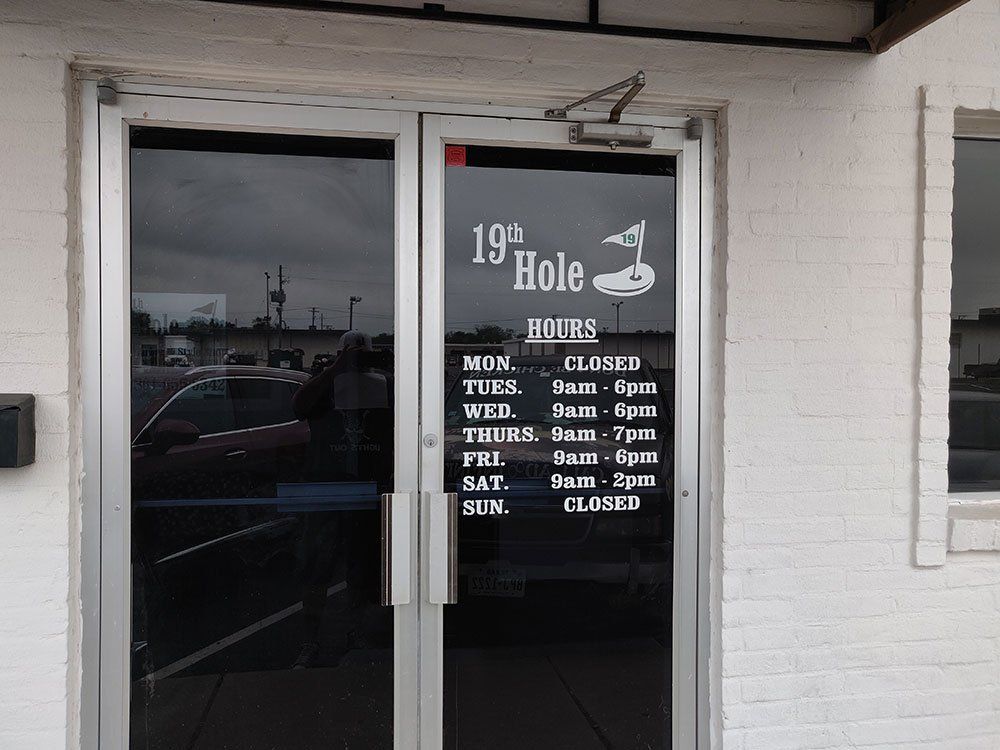 19th
Hole
19
HOURS
MON. CLOSED
TUES. 9am - 6pm
WED. 9am - 6pm
THURS. 9am - 7pm
FRI. 9am - 6pm
SAT. 9am - 2pm
SUN. CLOSED